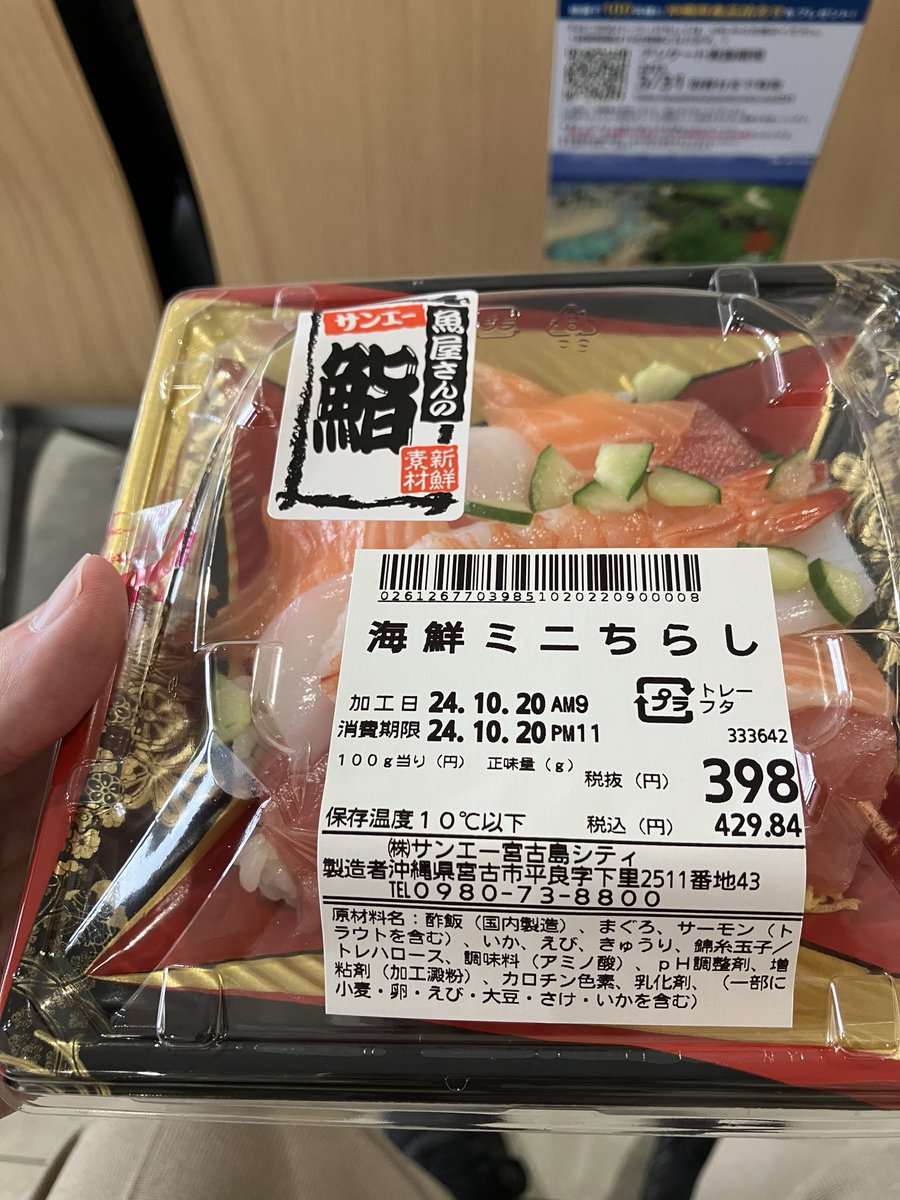 サンエー
魚屋さんの
鮨
新鮮
素材
02612677039851020220900008
海鮮ミニちらし
加工日 24.10.20 AM9
消費期限 24.10.20 PM11
プラ
トレー
フタ
333642
100g当り(円) 正味量(g)
税抜(円) 398
保存温度10℃以下 税込(円) 429.84
㈱サンエー宮古島シティ
製造者沖縄県宮古市平良字下里2511番地43
TEL0980-73-8800
原材料名:酢飯(国内製造)、まぐろ、サーモン(ト
ラウトを含む)、いか、えび、きゅうり、錦糸玉子/
トレハロース、調味料(アミノ酸)、pH調整剤、増
粘剤(加工澱粉)、カロチン色素、乳化剤、(一部に
小麦・卵・えび・大豆・さけ・いかを含む)